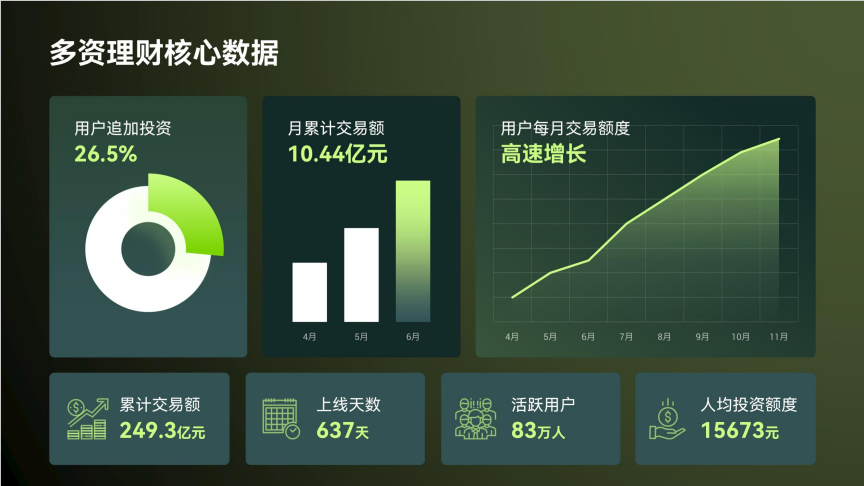 多资理财核心数据
用户追加投资
26.5%
月累计交易额
10.44亿元
4月
5月
6月
用户每月交易额度
高速增长
4月
5月
6月
7月
8月
9月
10月
11月
累计交易额
249.3亿元
上线天数
637天
活跃用户
83万人
人均投资额度
15673元